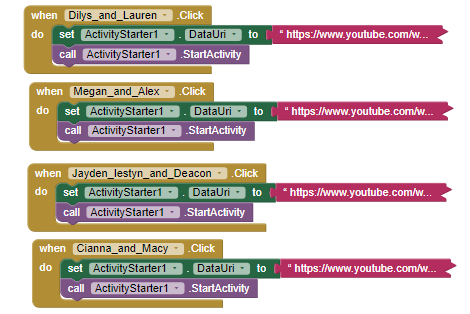 when Dilys_and_Lauren .Click
do set ActivityStarter1 . DataUri to " https://www.youtube.com/w...
call ActivityStarter1 .StartActivity
when Megan_and_Alex .Click
do set ActivityStarter1 . DataUri to " https://www.youtube.com/w...
call ActivityStarter1 .StartActivity
when Jayden_Iestyn_and_Deacon .Click
do set ActivityStarter1 . DataUri to " https://www.youtube.com/w...
call ActivityStarter1 .StartActivity
when Cianna_and_Macy .Click
do set ActivityStarter1 . DataUri to " https://www.youtube.com/w...
call ActivityStarter1 .StartActivity